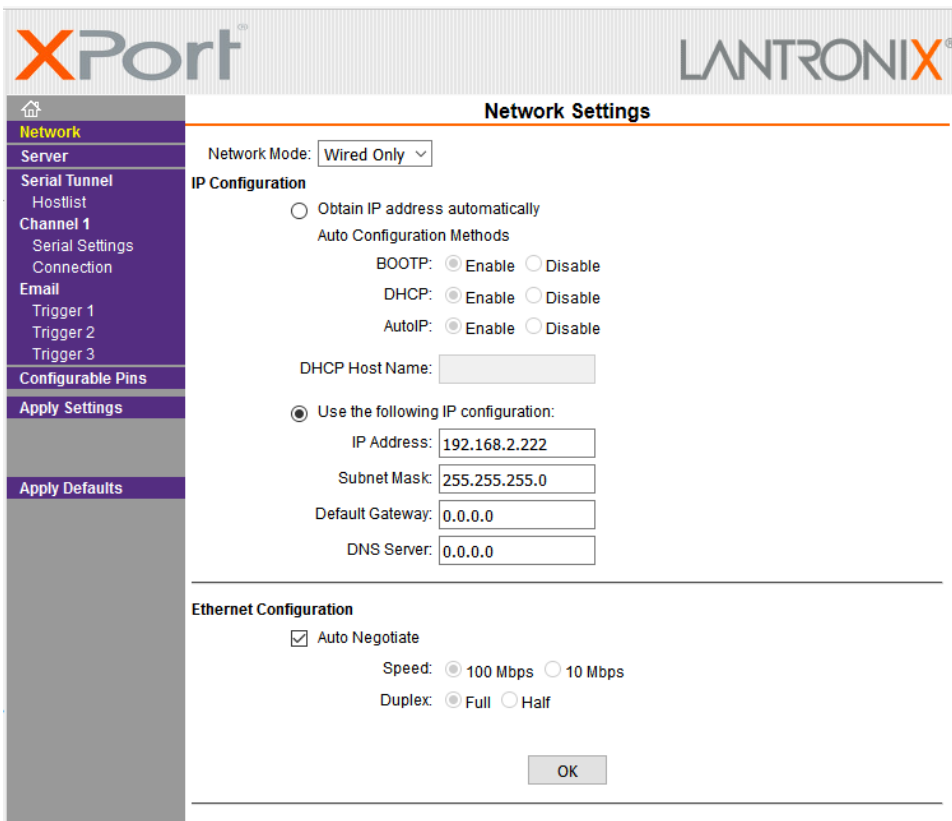 XPort®
LANTRONIX®
Network
Server
Serial Tunnel
Hostlist
Channel 1
Serial Settings
Connection
Email
Trigger 1
Trigger 2
Trigger 3
Configurable Pins
Apply Settings
Apply Defaults
Network Settings
Network Mode: Wired Only
IP Configuration
Obtain IP address automatically
Auto Configuration Methods
BOOTP: Enable Disable
DHCP: Enable Disable
AutoIP: Enable Disable
DHCP Host Name:
Use the following IP configuration:
IP Address: 192.168.2.222
Subnet Mask: 255.255.255.0
Default Gateway: 0.0.0.0
DNS Server: 0.0.0.0
Ethernet Configuration
Auto Negotiate
Speed: 100 Mbps 10 Mbps
Duplex: Full Half
OK